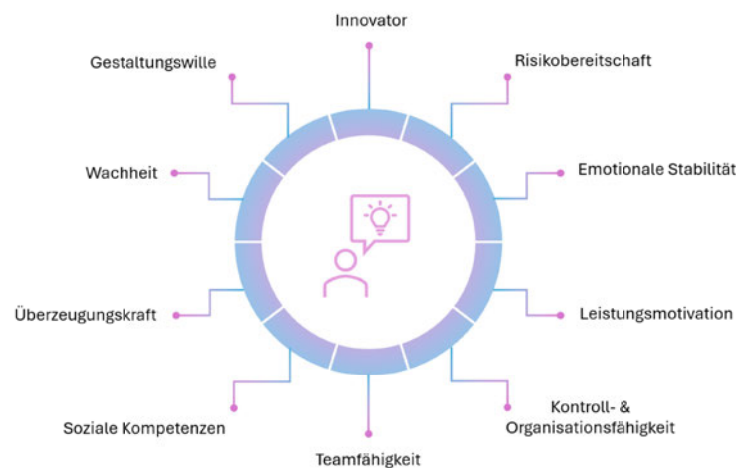 Innovator
Risikobereitschaft
Emotionale Stabilität
Leistungsmotivation
Kontroll- &
Organisationsfähigkeit
Teamfähigkeit
Soziale Kompetenzen
Überzeugungskraft
Wachheit
Gestaltungswille